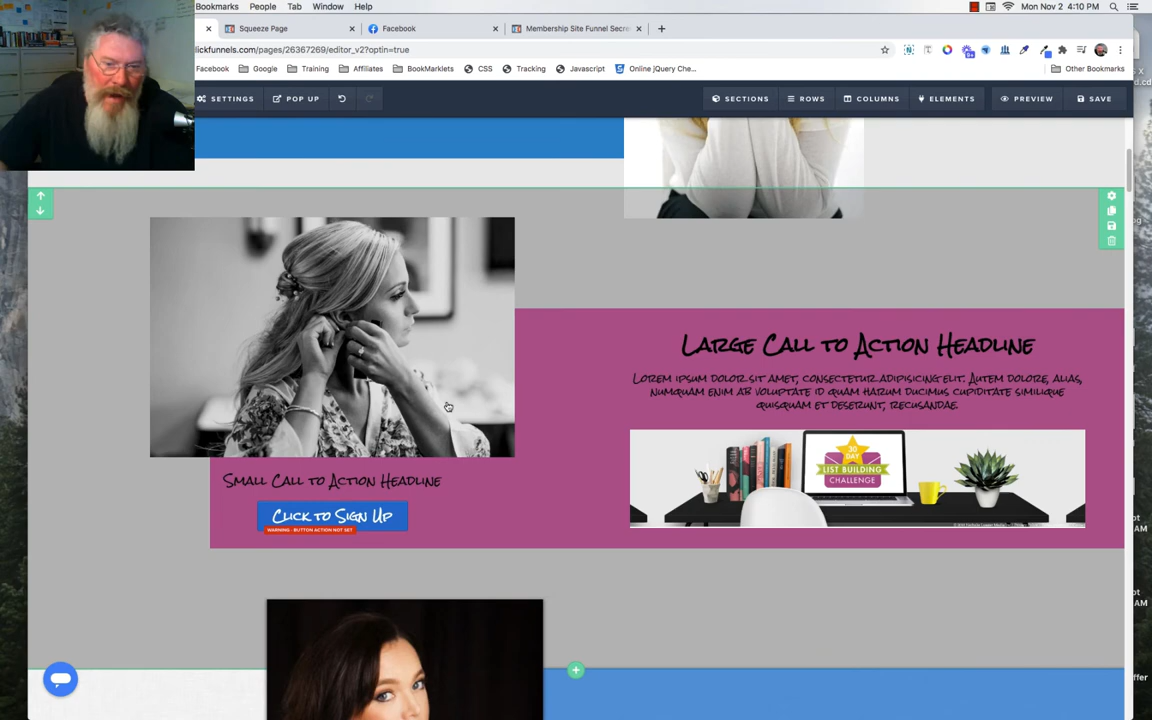 Bookmarks People Tab Window Help
Mon Nov 2 4:10 PM
Squeeze Page
Facebook
Membership Site Funnel Secre
lickfunnels.com/pages/26367269/editor_v2?optin=true
Facebook Google Training Affiliates BookMarklets CSS Tracking Javascript Online jQuery Che... Other Bookmarks
SETTINGS POP UP SECTIONS ROWS COLUMNS ELEMENTS PREVIEW SAVE
Large Call to Action Headline
Lorem ipsum dolor sit amet, consectetur adipisicing elit. Autem dolore, alias,
numquam enim ab voluptate id quam harum ducimus cupiditate similique
quisquam et deserunt, recusandae.
30
DAY
LIST BUILDING
CHALLENGE
Small Call to Action Headline
Click to Sign Up
WARNING - BUTTON ACTION NOT SET